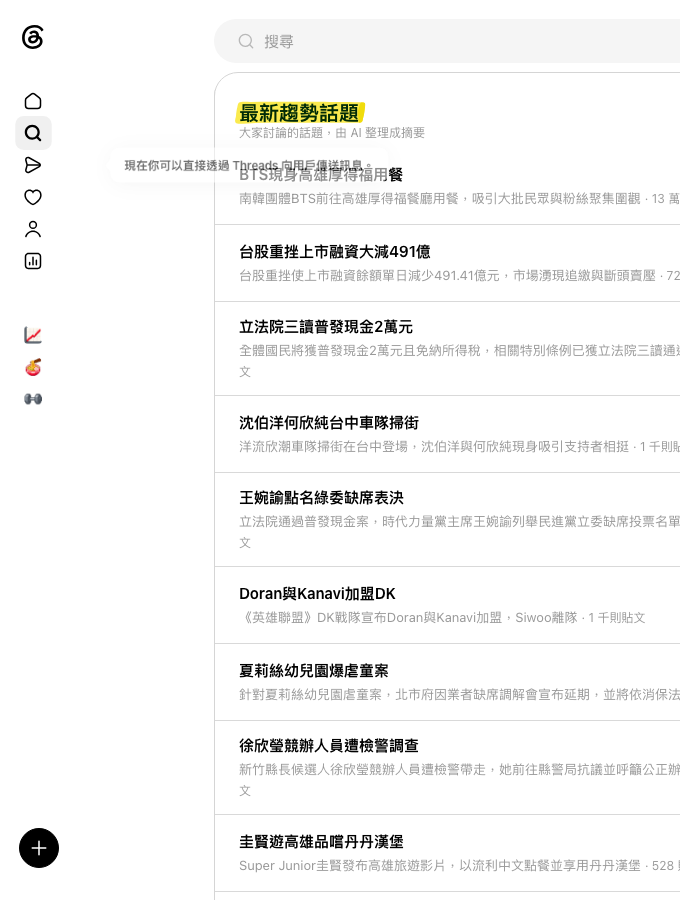 搜尋
最新趨勢話題
大家討論的話題，由 AI 整理成摘要
現在你可以直接透過 Threads 向用戶傳送訊息。
BTS現身高雄厚得福用餐
南韓團體BTS前往高雄厚得福餐廳用餐，吸引大批民眾與粉絲聚集圍觀 · 13 萬
台股重挫上市融資大減491億
台股重挫使上市融資餘額單日減少491.41億元，市場湧現追繳與斷頭賣壓 · 72
立法院三讀普發現金2萬元
全體國民將獲普發現金2萬元且免納所得稅，相關特別條例已獲立法院三讀通過
文
沈伯洋何欣純台中車隊掃街
洋流欣潮車隊掃街在台中登場，沈伯洋與何欣純現身吸引支持者相挺 · 1 千則貼
王婉諭點名綠委缺席表決
立法院通過普發現金案，時代力量黨主席王婉諭列舉民進黨立委缺席投票名單
文
Doran與Kanavi加盟DK
《英雄聯盟》DK戰隊宣布Doran與Kanavi加盟，Siwoo離隊 · 1 千則貼文
夏莉絲幼兒園爆虐童案
針對夏莉絲幼兒園虐童案，北市府因業者缺席調解會宣布延期，並將依消保法
徐欣瑩競辦人員遭檢警調查
新竹縣長候選人徐欣瑩競辦人員遭檢警帶走，她前往縣警局抗議並呼籲公正辦
文
圭賢遊高雄品嚐丹丹漢堡
Super Junior圭賢發布高雄旅遊影片，以流利中文點餐並享用丹丹漢堡 · 528